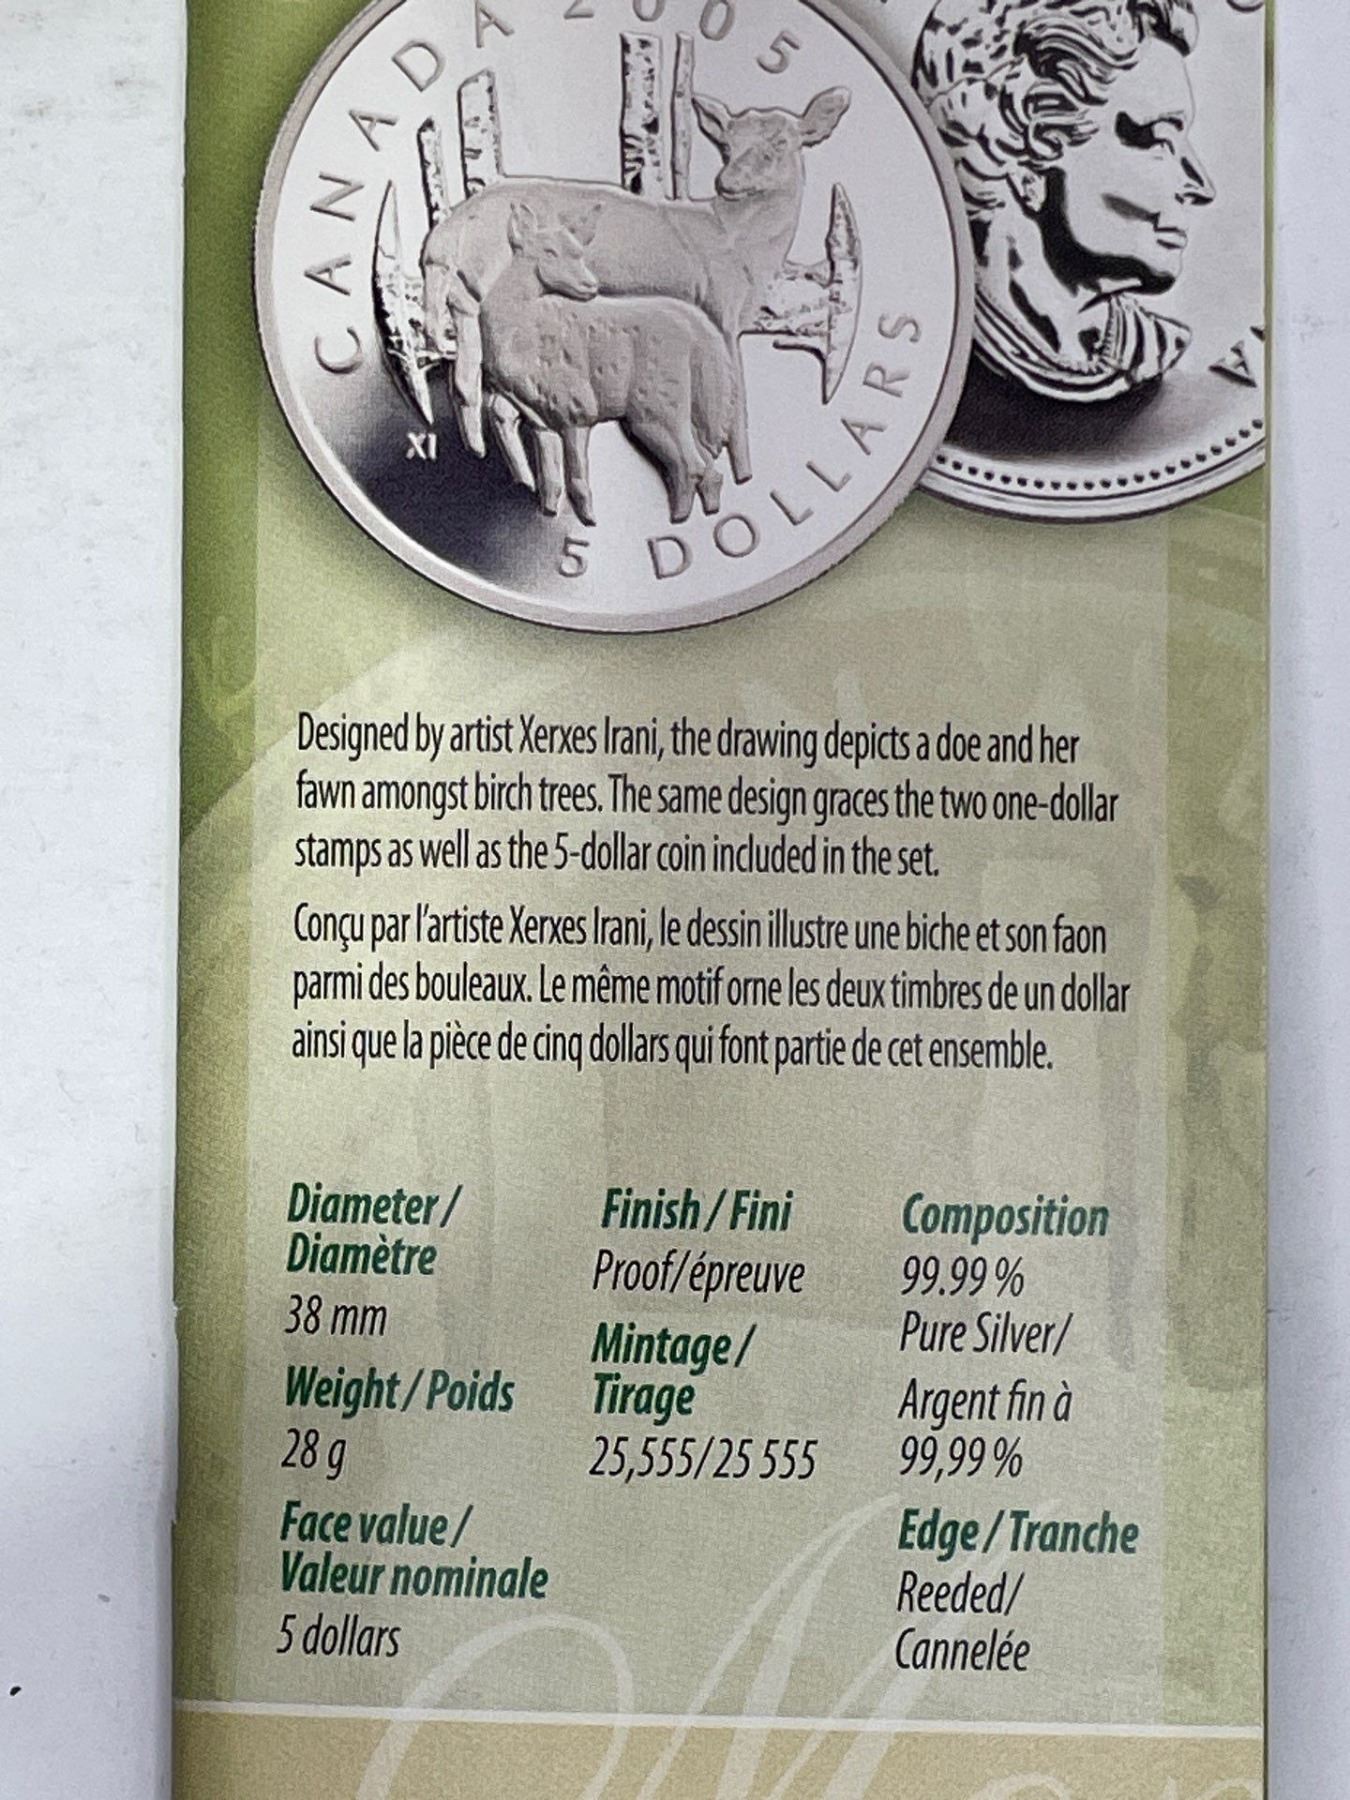 CANADA 2005
XI
5 DOLLARS
Designed by artist Xerxes Irani, the drawing depicts a doe and her
fawn amongst birch trees. The same design graces the two one-dollar
stamps as well as the 5-dollar coin included in the set.
Conçu par l'artiste Xerxes Irani, le dessin illustre une biche et son faon
parmi des bouleaux. Le même motif orne les deux timbres de un dollar
ainsi que la pièce de cinq dollars qui font partie de cet ensemble.
Diameter /
Diamètre
38 mm
Weight / Poids
28 g
Face value /
Valeur nominale
5 dollars
Finish / Fini
Proof/épreuve
Mintage /
Tirage
25,555/25 555
Composition
99.99 %
Pure Silver/
Argent fin à
99,99 %
Edge / Tranche
Reeded/
Cannelée